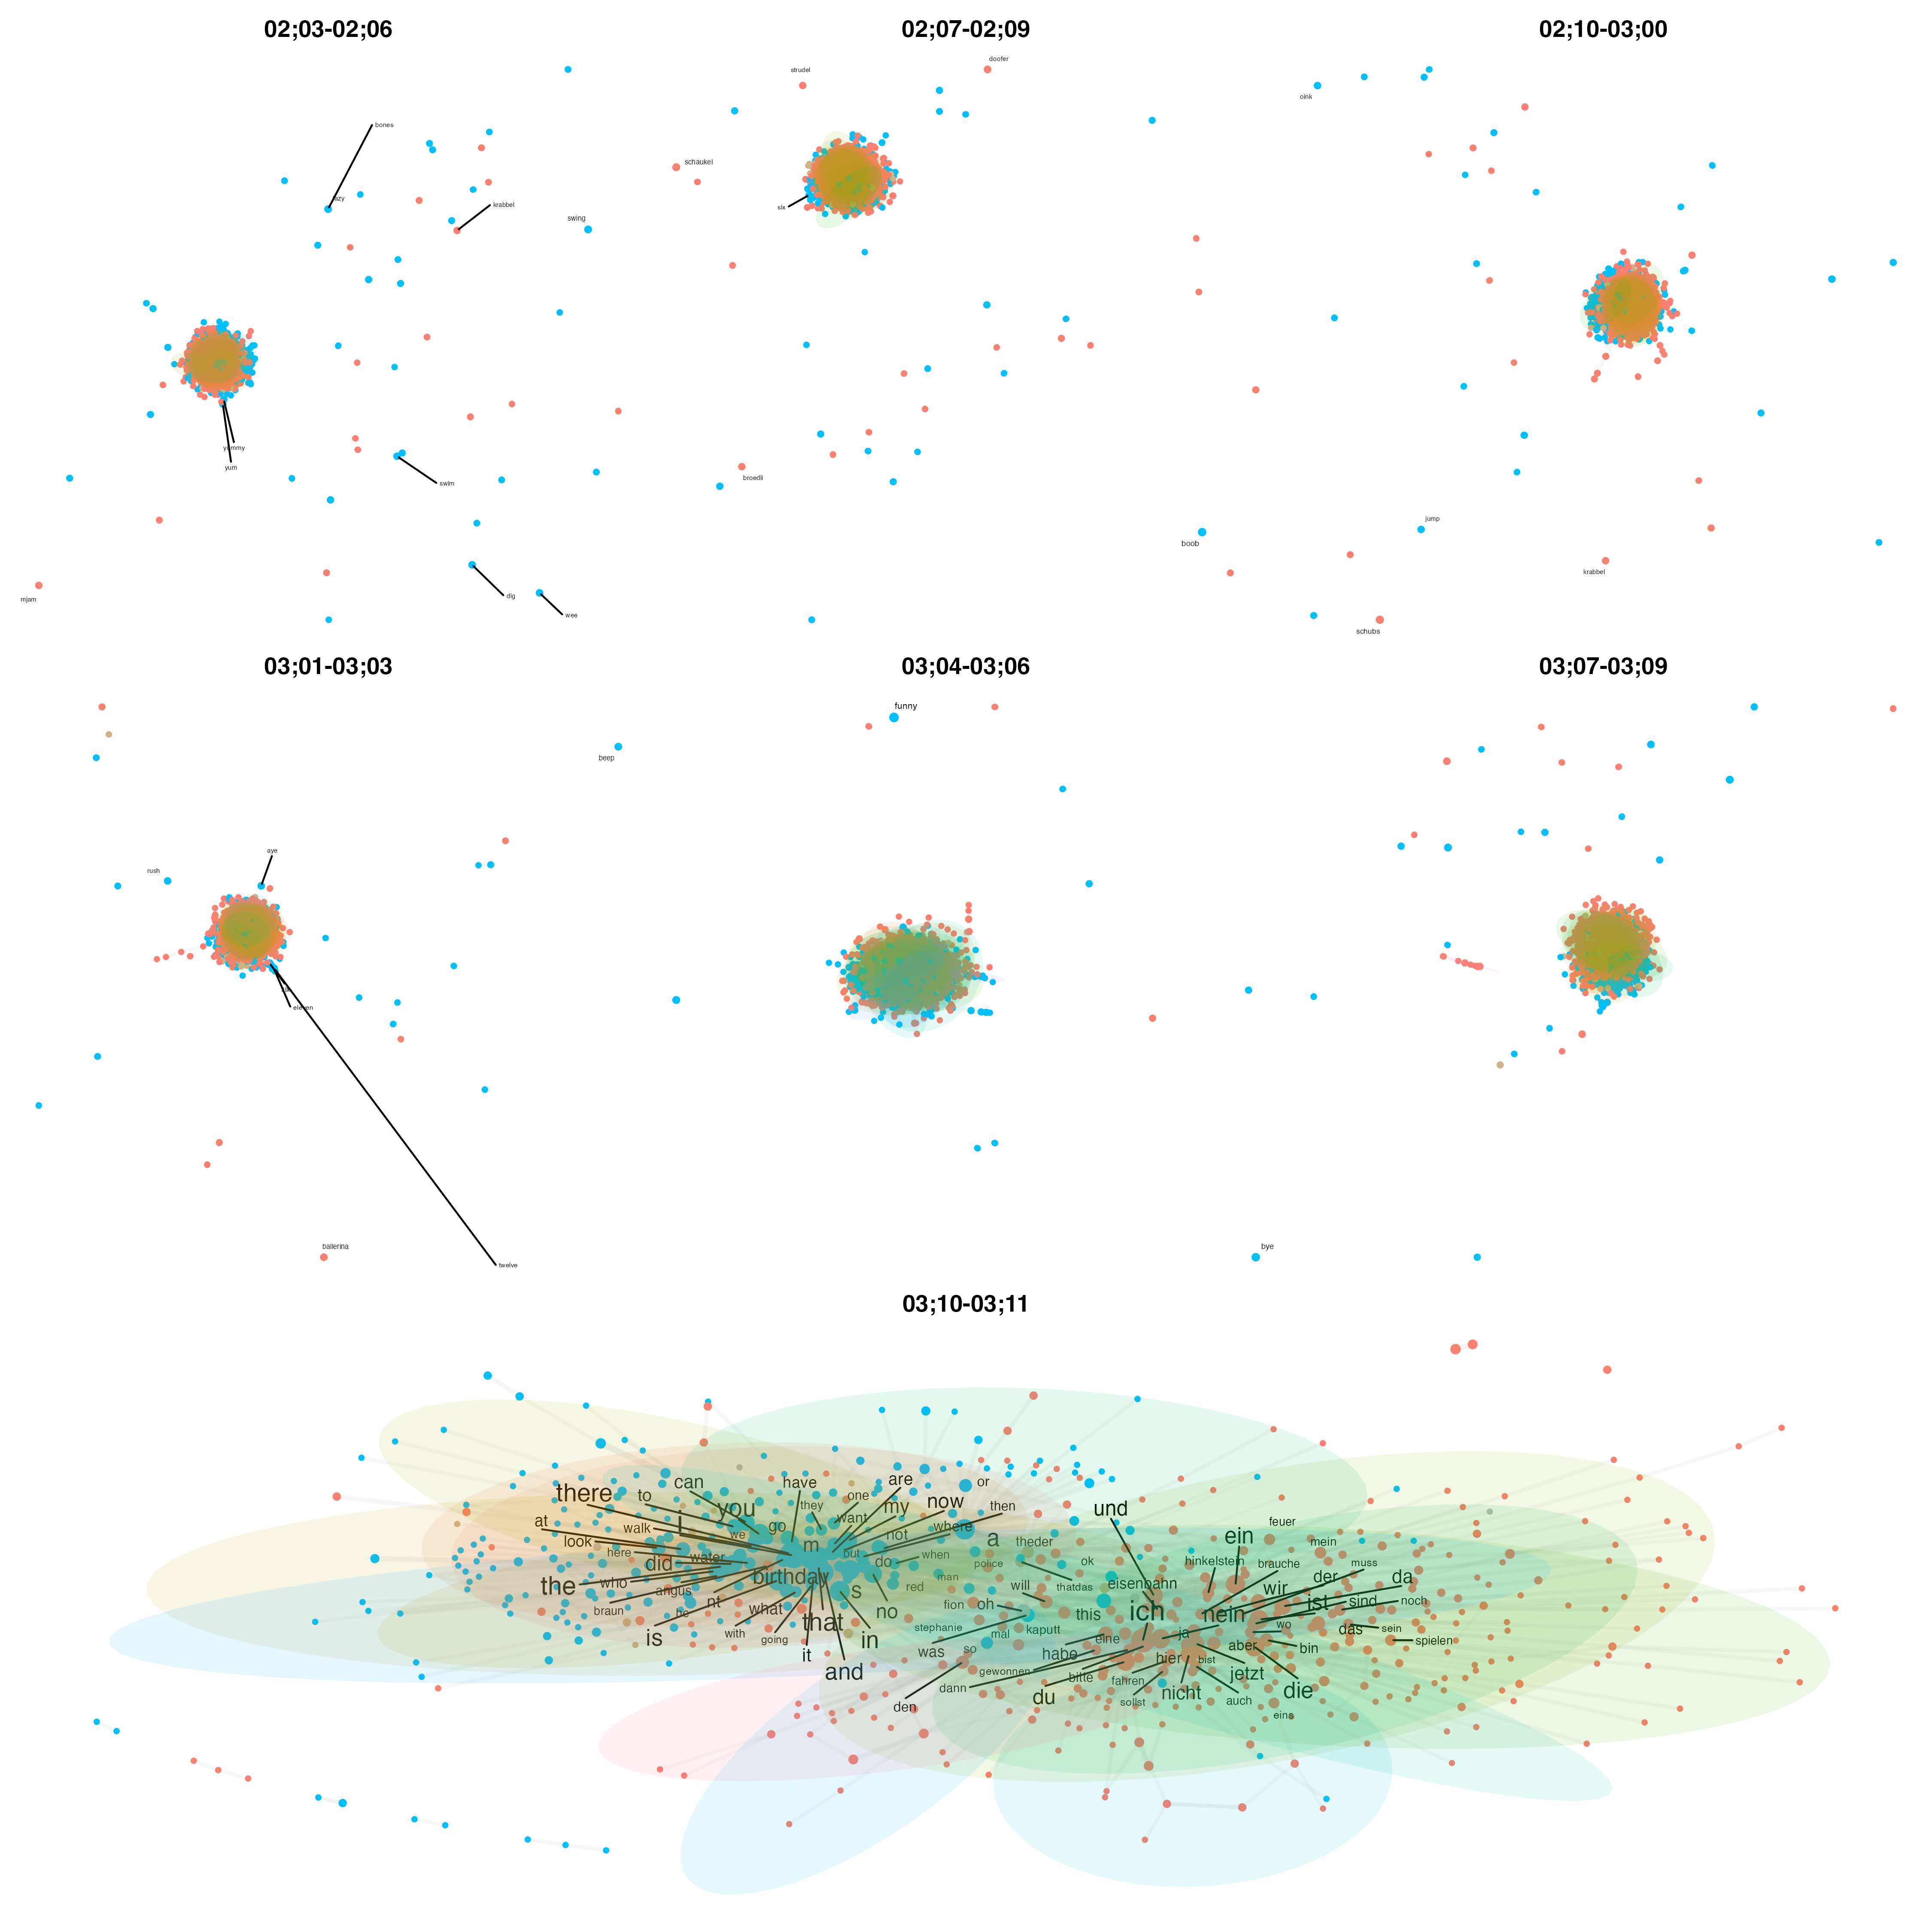 02;03-02;06
02;07-02;09
02;10-03;00
bones
krabbel
swing
yummy
yum
swim
dig
wee
mjam
strudel
doofer
schaukel
six
broedli
boob
oink
jump
krabbel
schubs
03;01-03;03
03;04-03;06
03;07-03;09
beep
aye
rush
eleven
ballerina
twelve
funny
bye
03;10-03;11
there
to
can
you
have
they
one
are
my
now
or
then
at
look
walk
I
we
go
m
want
not
where
a
here
did
water
but
do
when
the
who
angus
birthday
s
man
red
braun
be
nt
what
that
no
is
with
going
it
in
and
police
theder
ok
will
thatdas
fion
oh
this
stephanie
mal
kaputt
was
so
gewonnen
dann
den
und
ein
feuer
mein
hinkelstein
brauche
muss
eisenbahn
wir
der
da
ich
nein
ist
sind
noch
wo
das
sein
spielen
eine
ja
aber
bin
habe
hier
bist
jetzt
bitte
fahren
du
sollst
nicht
auch
die
eins